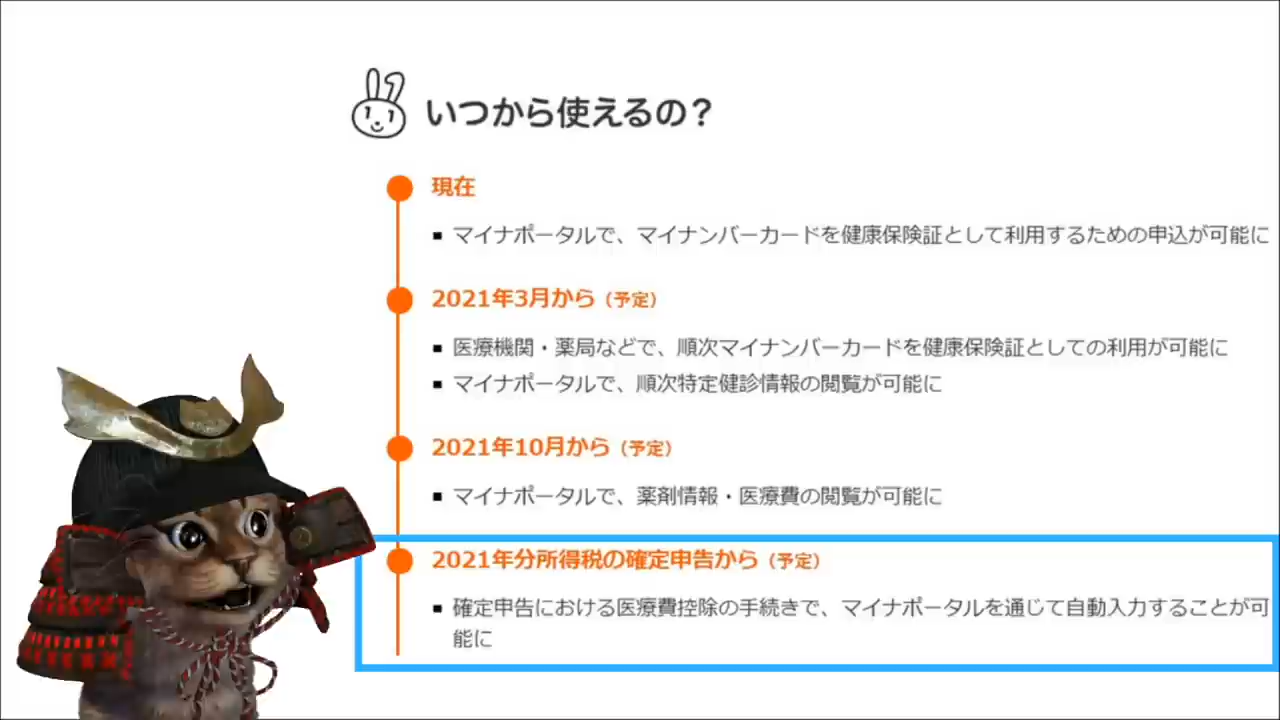 いつから使えるの？
現在
▪ マイナポータルで、マイナンバーカードを健康保険証として利用するための申込が可能に
2021年3月から（予定）
▪ 医療機関・薬局などで、順次マイナンバーカードを健康保険証としての利用が可能に
▪ マイナポータルで、順次特定健診情報の閲覧が可能に
2021年10月から（予定）
▪ マイナポータルで、薬剤情報・医療費の閲覧が可能に
2021年分所得税の確定申告から（予定）
▪ 確定申告における医療費控除の手続きで、マイナポータルを通じて自動入力することが可
能に